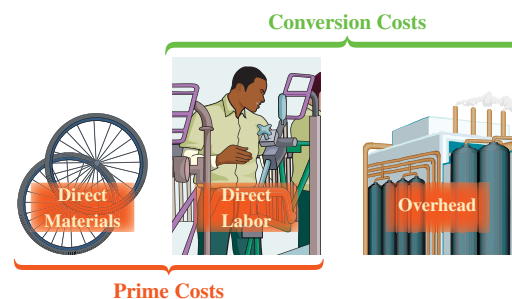 Conversion Costs
Direct
Materials
Direct
Labor
Overhead
Prime Costs